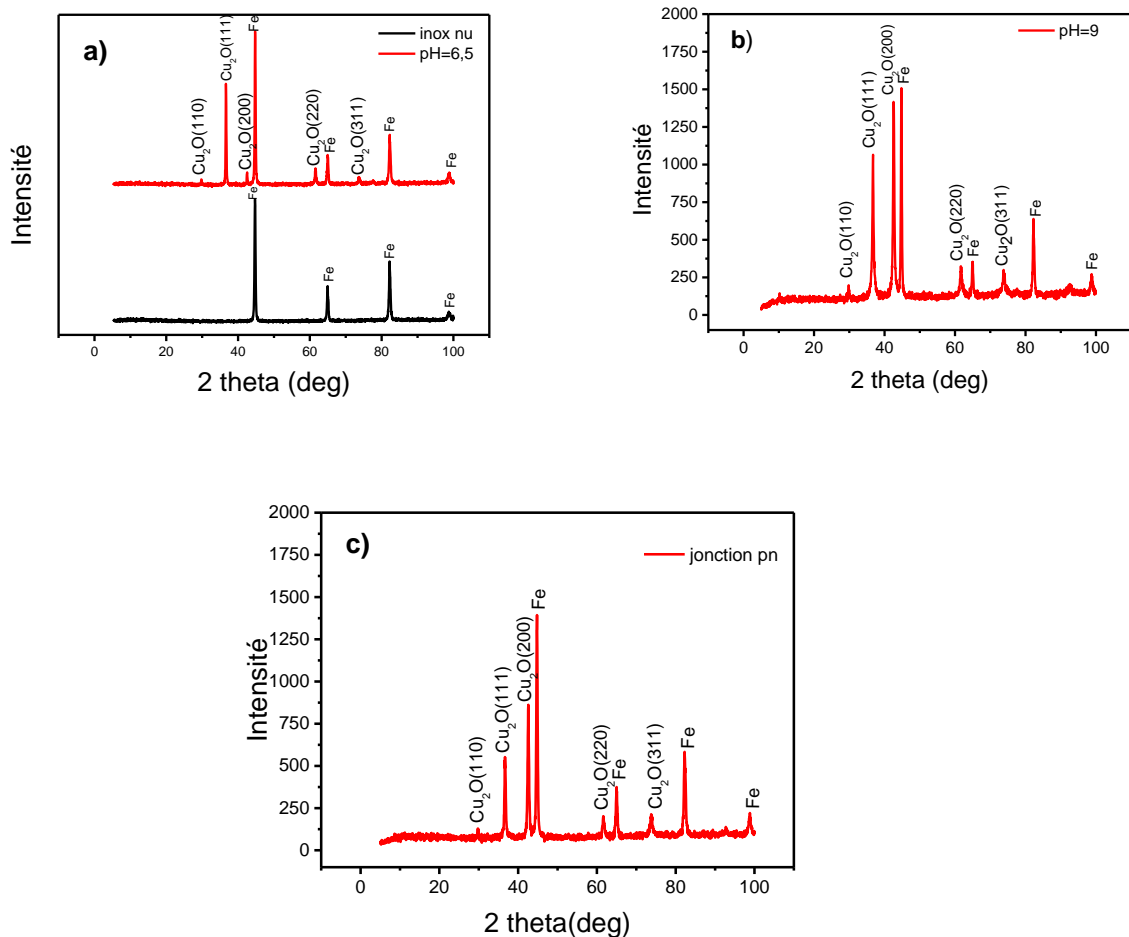 a)
Cu2O(110)
Cu2O(111)
Cu2O(200)
Fe
Cu2O(220)
Fe
Cu2O(311)
Fe
Fe
inox nu
pH=6,5
Fe
Fe
Fe
Fe
Intensité
0 20 40 60 80 100
2 theta (deg)
b)
2000
1750
1500
1250
1000
750
500
250
0
Intensité
Cu2O(110)
Cu2O(111)
Cu2O(200)
Fe
Cu2O(220)
Fe
Cu2O(311)
Fe
Fe
pH=9
0 20 40 60 80 100
2 theta (deg)
c)
2000
1750
1500
1250
1000
750
500
250
0
Intensité
Cu2O(110)
Cu2O(111)
Cu2O(200)
Fe
Cu2O(220)
Fe
Cu2O(311)
Fe
Fe
jonction pn
0 20 40 60 80 100
2 theta(deg)